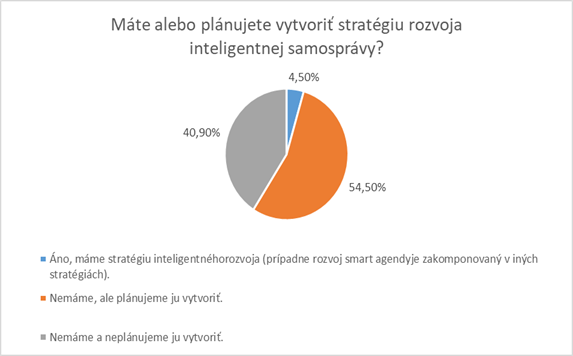 Máte alebo plánujete vytvoriť stratégiu rozvoja
inteligentnej samosprávy?
4,50%
40,90%
54,50%
Áno, máme stratégiu inteligentnéhorozvoja (prípadne rozvoj smart agendyje zakomponovaný v iných
stratégiách).
Nemáme, ale plánujeme ju vytvoriť.
Nemáme a neplánujeme ju vytvoriť.